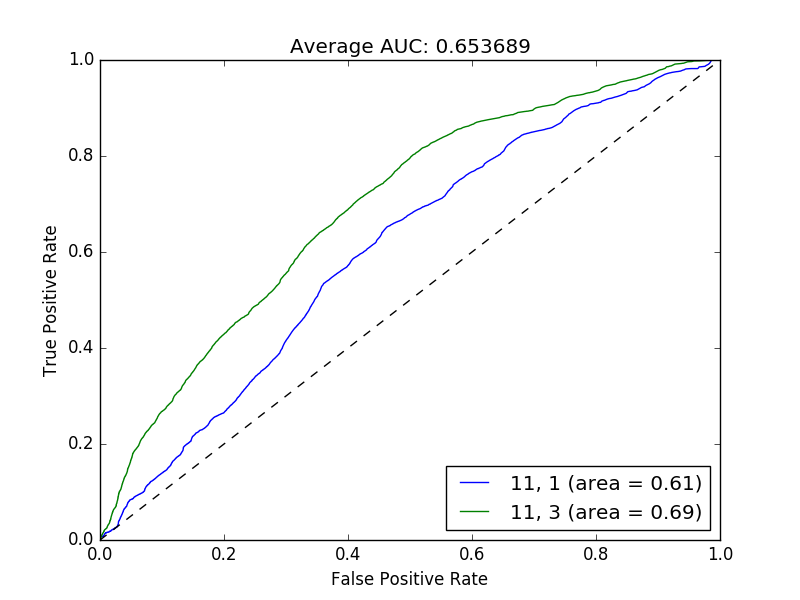 Average AUC: 0.653689
1.0
0.8
0.6
0.4
0.2
0.0
True Positive Rate
11, 1 (area = 0.61)
11, 3 (area = 0.69)
0.0 0.2 0.4 0.6 0.8 1.0
False Positive Rate